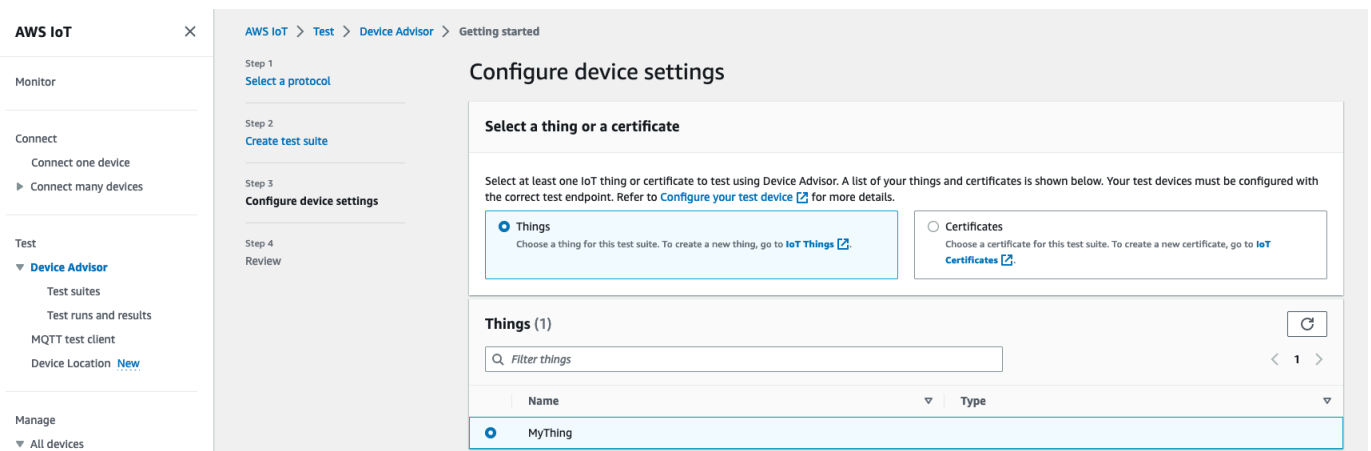 AWS IoT
Monitor
Connect
Connect one device
Connect many devices
Test
Device Advisor
Test suites
Test runs and results
MQTT test client
Device Location New
Manage
All devices
AWS IoT > Test > Device Advisor > Getting started
Step 1
Select a protocol
Step 2
Create test suite
Step 3
Configure device settings
Step 4
Review
Configure device settings
Select a thing or a certificate
Select at least one IoT thing or certificate to test using Device Advisor. A list of your things and certificates is shown below. Your test devices must be configured with
the correct test endpoint. Refer to Configure your test device for more details.
Things
Choose a thing for this test suite. To create a new thing, go to IoT Things.
Certificates
Choose a certificate for this test suite. To create a new certificate, go to IoT
Certificates.
Things (1)
Filter things
1
Name Type
MyThing